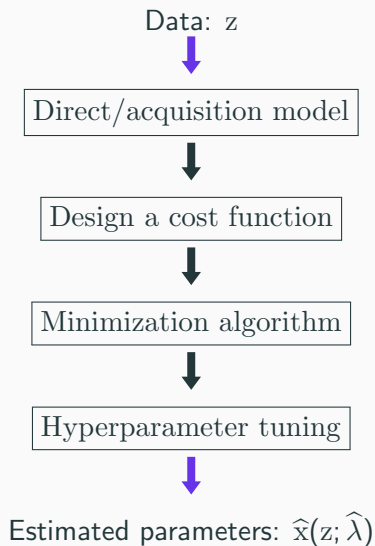 Data: z
Direct/acquisition model
Design a cost function
Minimization algorithm
Hyperparameter tuning
Estimated parameters: x̂(z; λ̂)